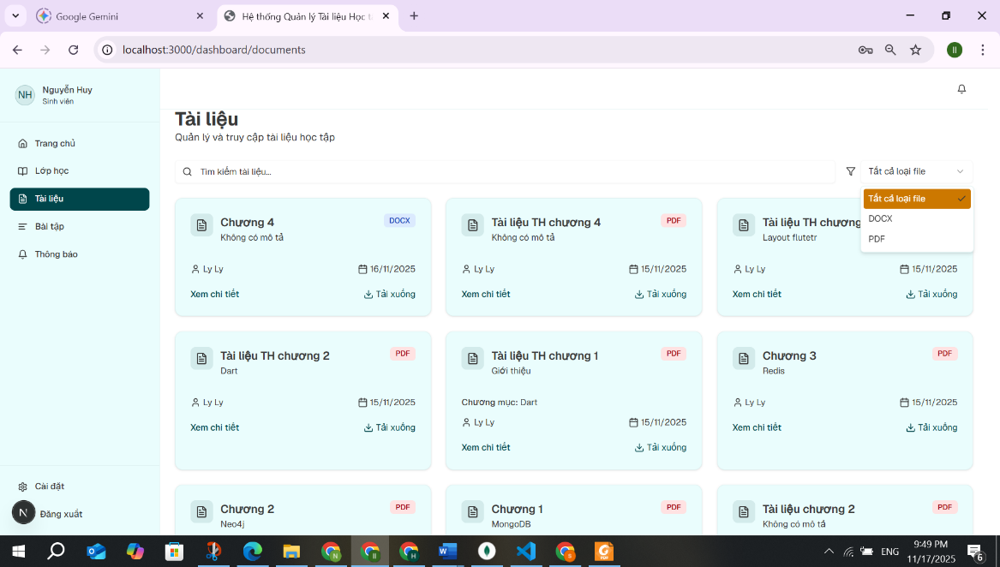 Google Gemini
Hệ thống Quản lý Tài liệu Học t
localhost:3000/dashboard/documents
II
NH
Nguyễn Huy
Sinh viên
Trang chủ
Lớp học
Tài liệu
Bài tập
Thông báo
Cài đặt
N
Đăng xuất
Tài liệu
Quản lý và truy cập tài liệu học tập
Tìm kiếm tài liệu...
Tất cả loại file
Tất cả loại file
DOCX
PDF
Chương 4
DOCX
Không có mô tả
Ly Ly
16/11/2025
Xem chi tiết
Tải xuống
Tài liệu TH chương 4
PDF
Không có mô tả
Ly Ly
15/11/2025
Xem chi tiết
Tải xuống
Tài liệu TH chương
Layout flutetr
Ly Ly
15/11/2025
Xem chi tiết
Tải xuống
Tài liệu TH chương 2
PDF
Dart
Ly Ly
15/11/2025
Xem chi tiết
Tải xuống
Tài liệu TH chương 1
PDF
Giới thiệu
Chương mục: Dart
Ly Ly
15/11/2025
Xem chi tiết
Tải xuống
Chương 3
PDF
Redis
Ly Ly
15/11/2025
Xem chi tiết
Tải xuống
Chương 2
PDF
Neo4j
Chương 1
PDF
MongoDB
Tài liệu chương 2
PDF
Không có mô tả
ENG
9:49 PM
11/17/2025
6